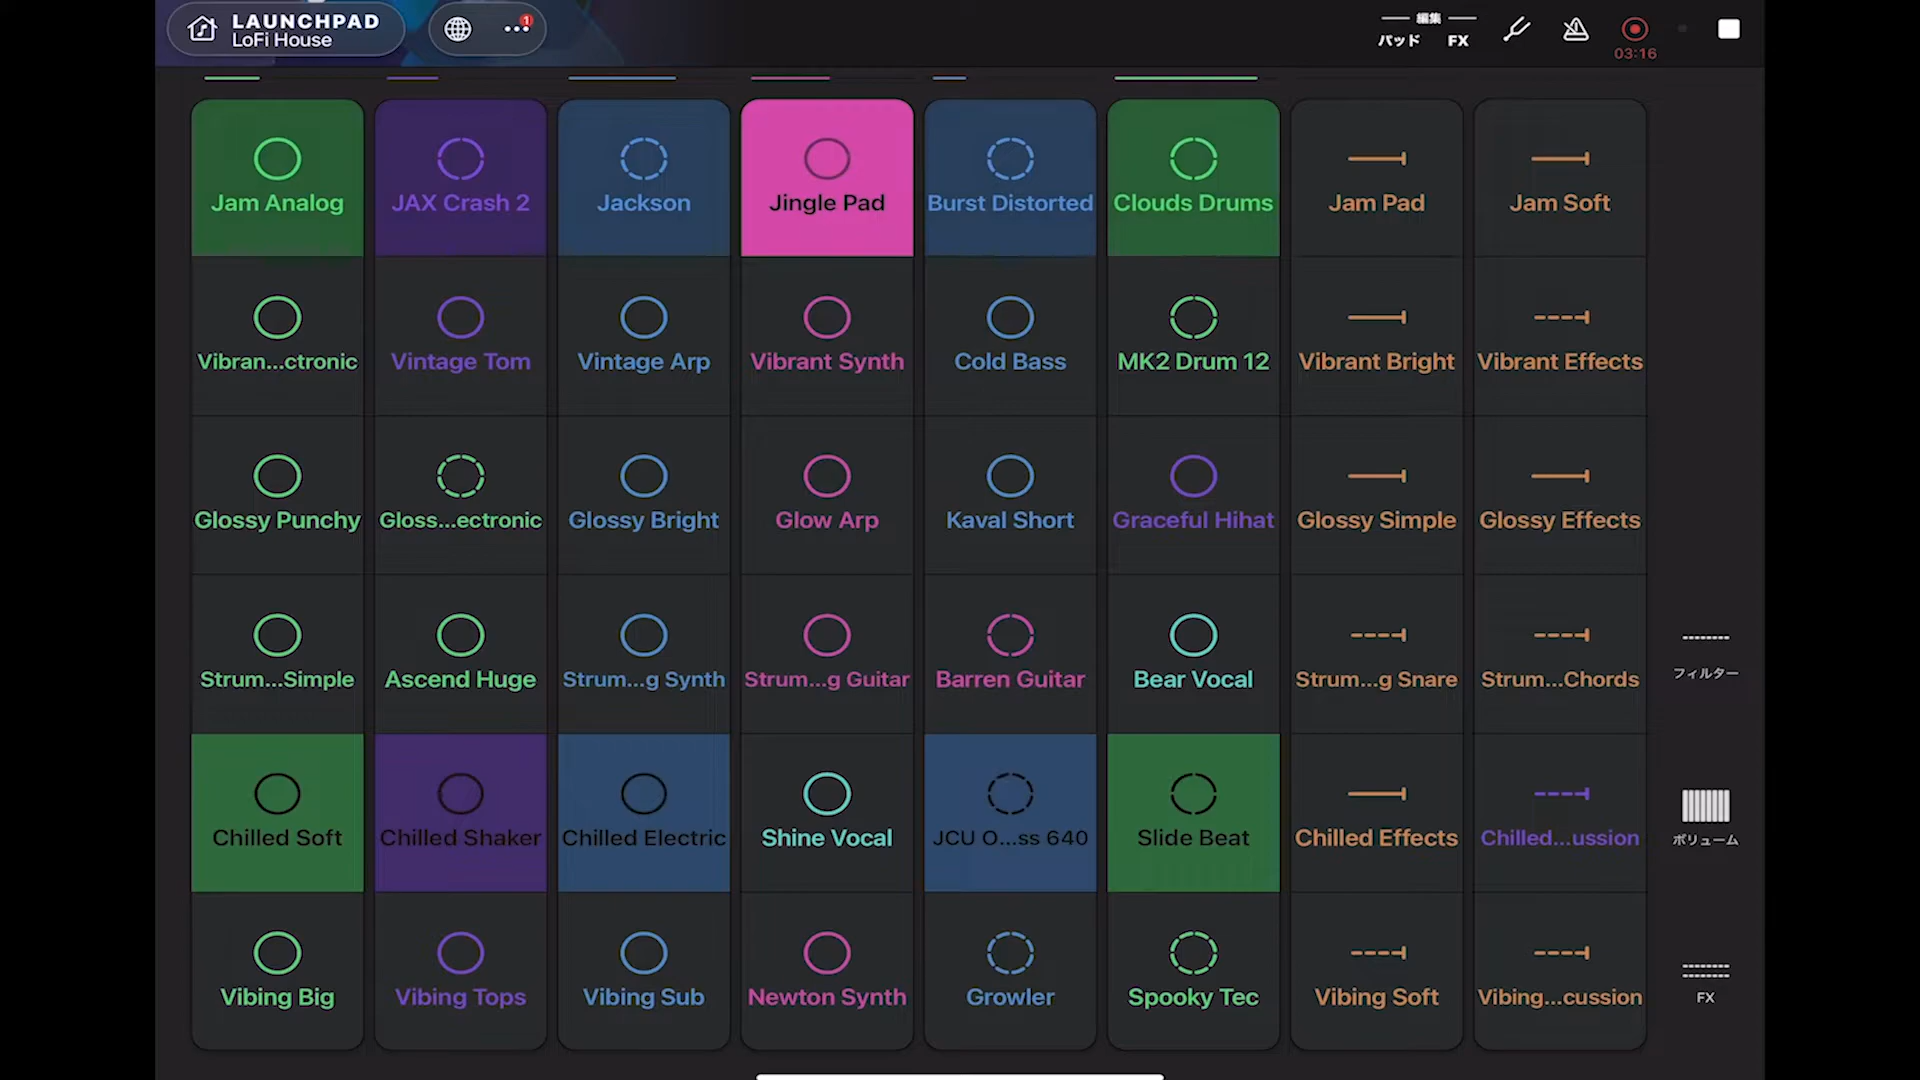 LAUNCHPAD
LoFi House
1
編集
パッド FX
03:16
Jam Analog JAX Crash 2 Jackson Jingle Pad Burst Distorted Clouds Drums Jam Pad Jam Soft
Vibran...ctronic Vintage Tom Vintage Arp Vibrant Synth Cold Bass MK2 Drum 12 Vibrant Bright Vibrant Effects
Glossy Punchy Gloss...ectronic Glossy Bright Glow Arp Kaval Short Graceful Hihat Glossy Simple Glossy Effects
Strum...Simple Ascend Huge Strum...g Synth Strum...g Guitar Barren Guitar Bear Vocal Strum...g Snare Strum...Chords
フィルター
Chilled Soft Chilled Shaker Chilled Electric Shine Vocal JCU O...ss 640 Slide Beat Chilled Effects Chilled...ussion
ボリューム
Vibing Big Vibing Tops Vibing Sub Newton Synth Growler Spooky Tec Vibing Soft Vibing...cussion
FX